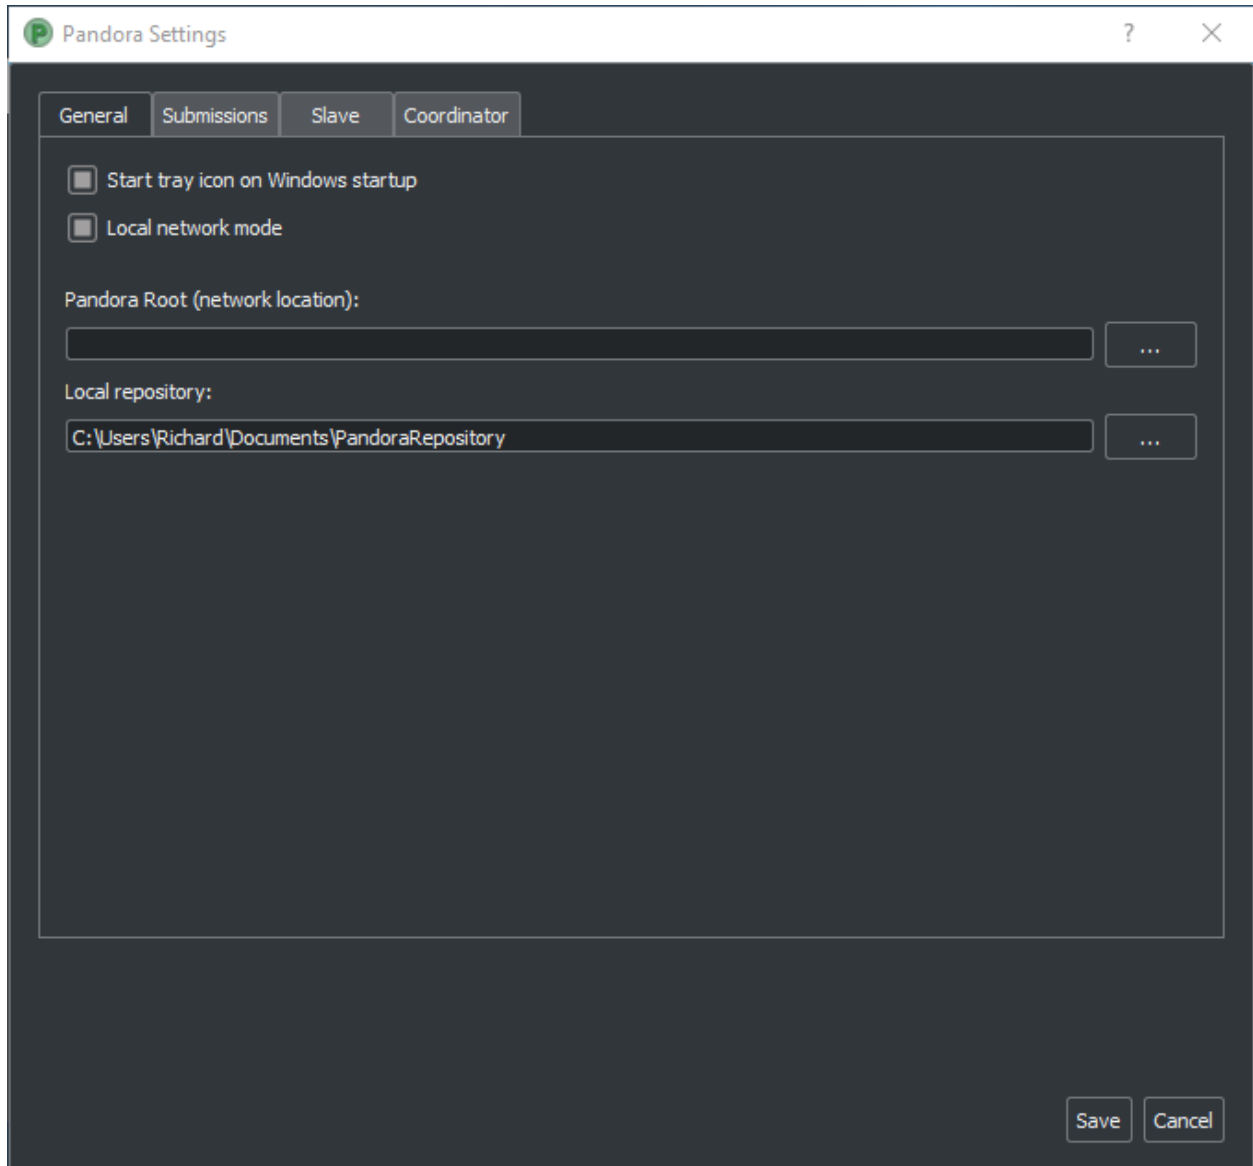 P Pandora Settings ? 
General Submissions Slave Coordinator
Start tray icon on Windows startup
Local network mode
Pandora Root (network location):
...
Local repository:
C:\Users\Richard\Documents\PandoraRepository ...
Save Cancel